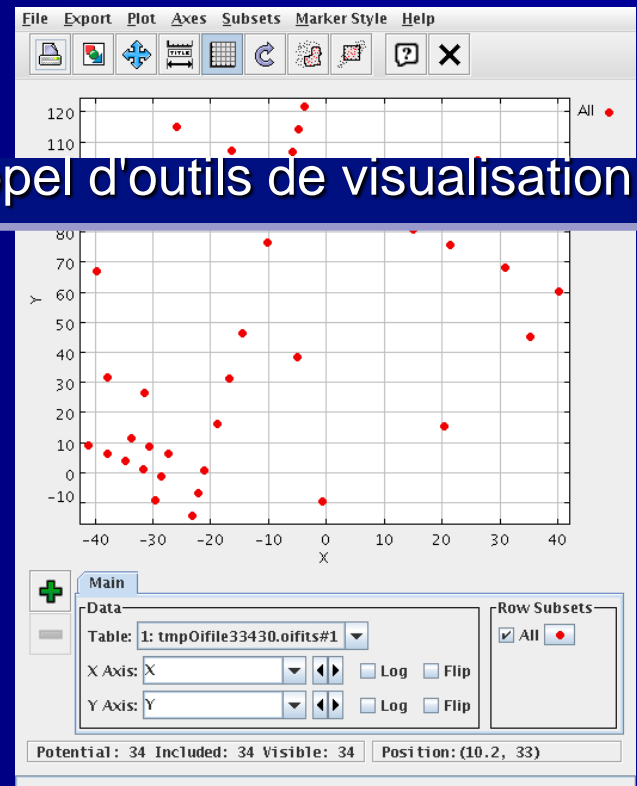 File Export Plot Axes Subsets Marker Style Help
TITLE
?
All
120
110
pel d'outils de visualisation
80
70
60
50
40
30
20
10
0
-10
Y
-40 -30 -20 -10 0 10 20 30 40
X
Main
Data
Row Subsets
Table: 1: tmpOifile33430.oifits#1
All
X Axis: X Log Flip
Y Axis: Y Log Flip
Potential: 34 Included: 34 Visible: 34 Position:(10.2, 33)